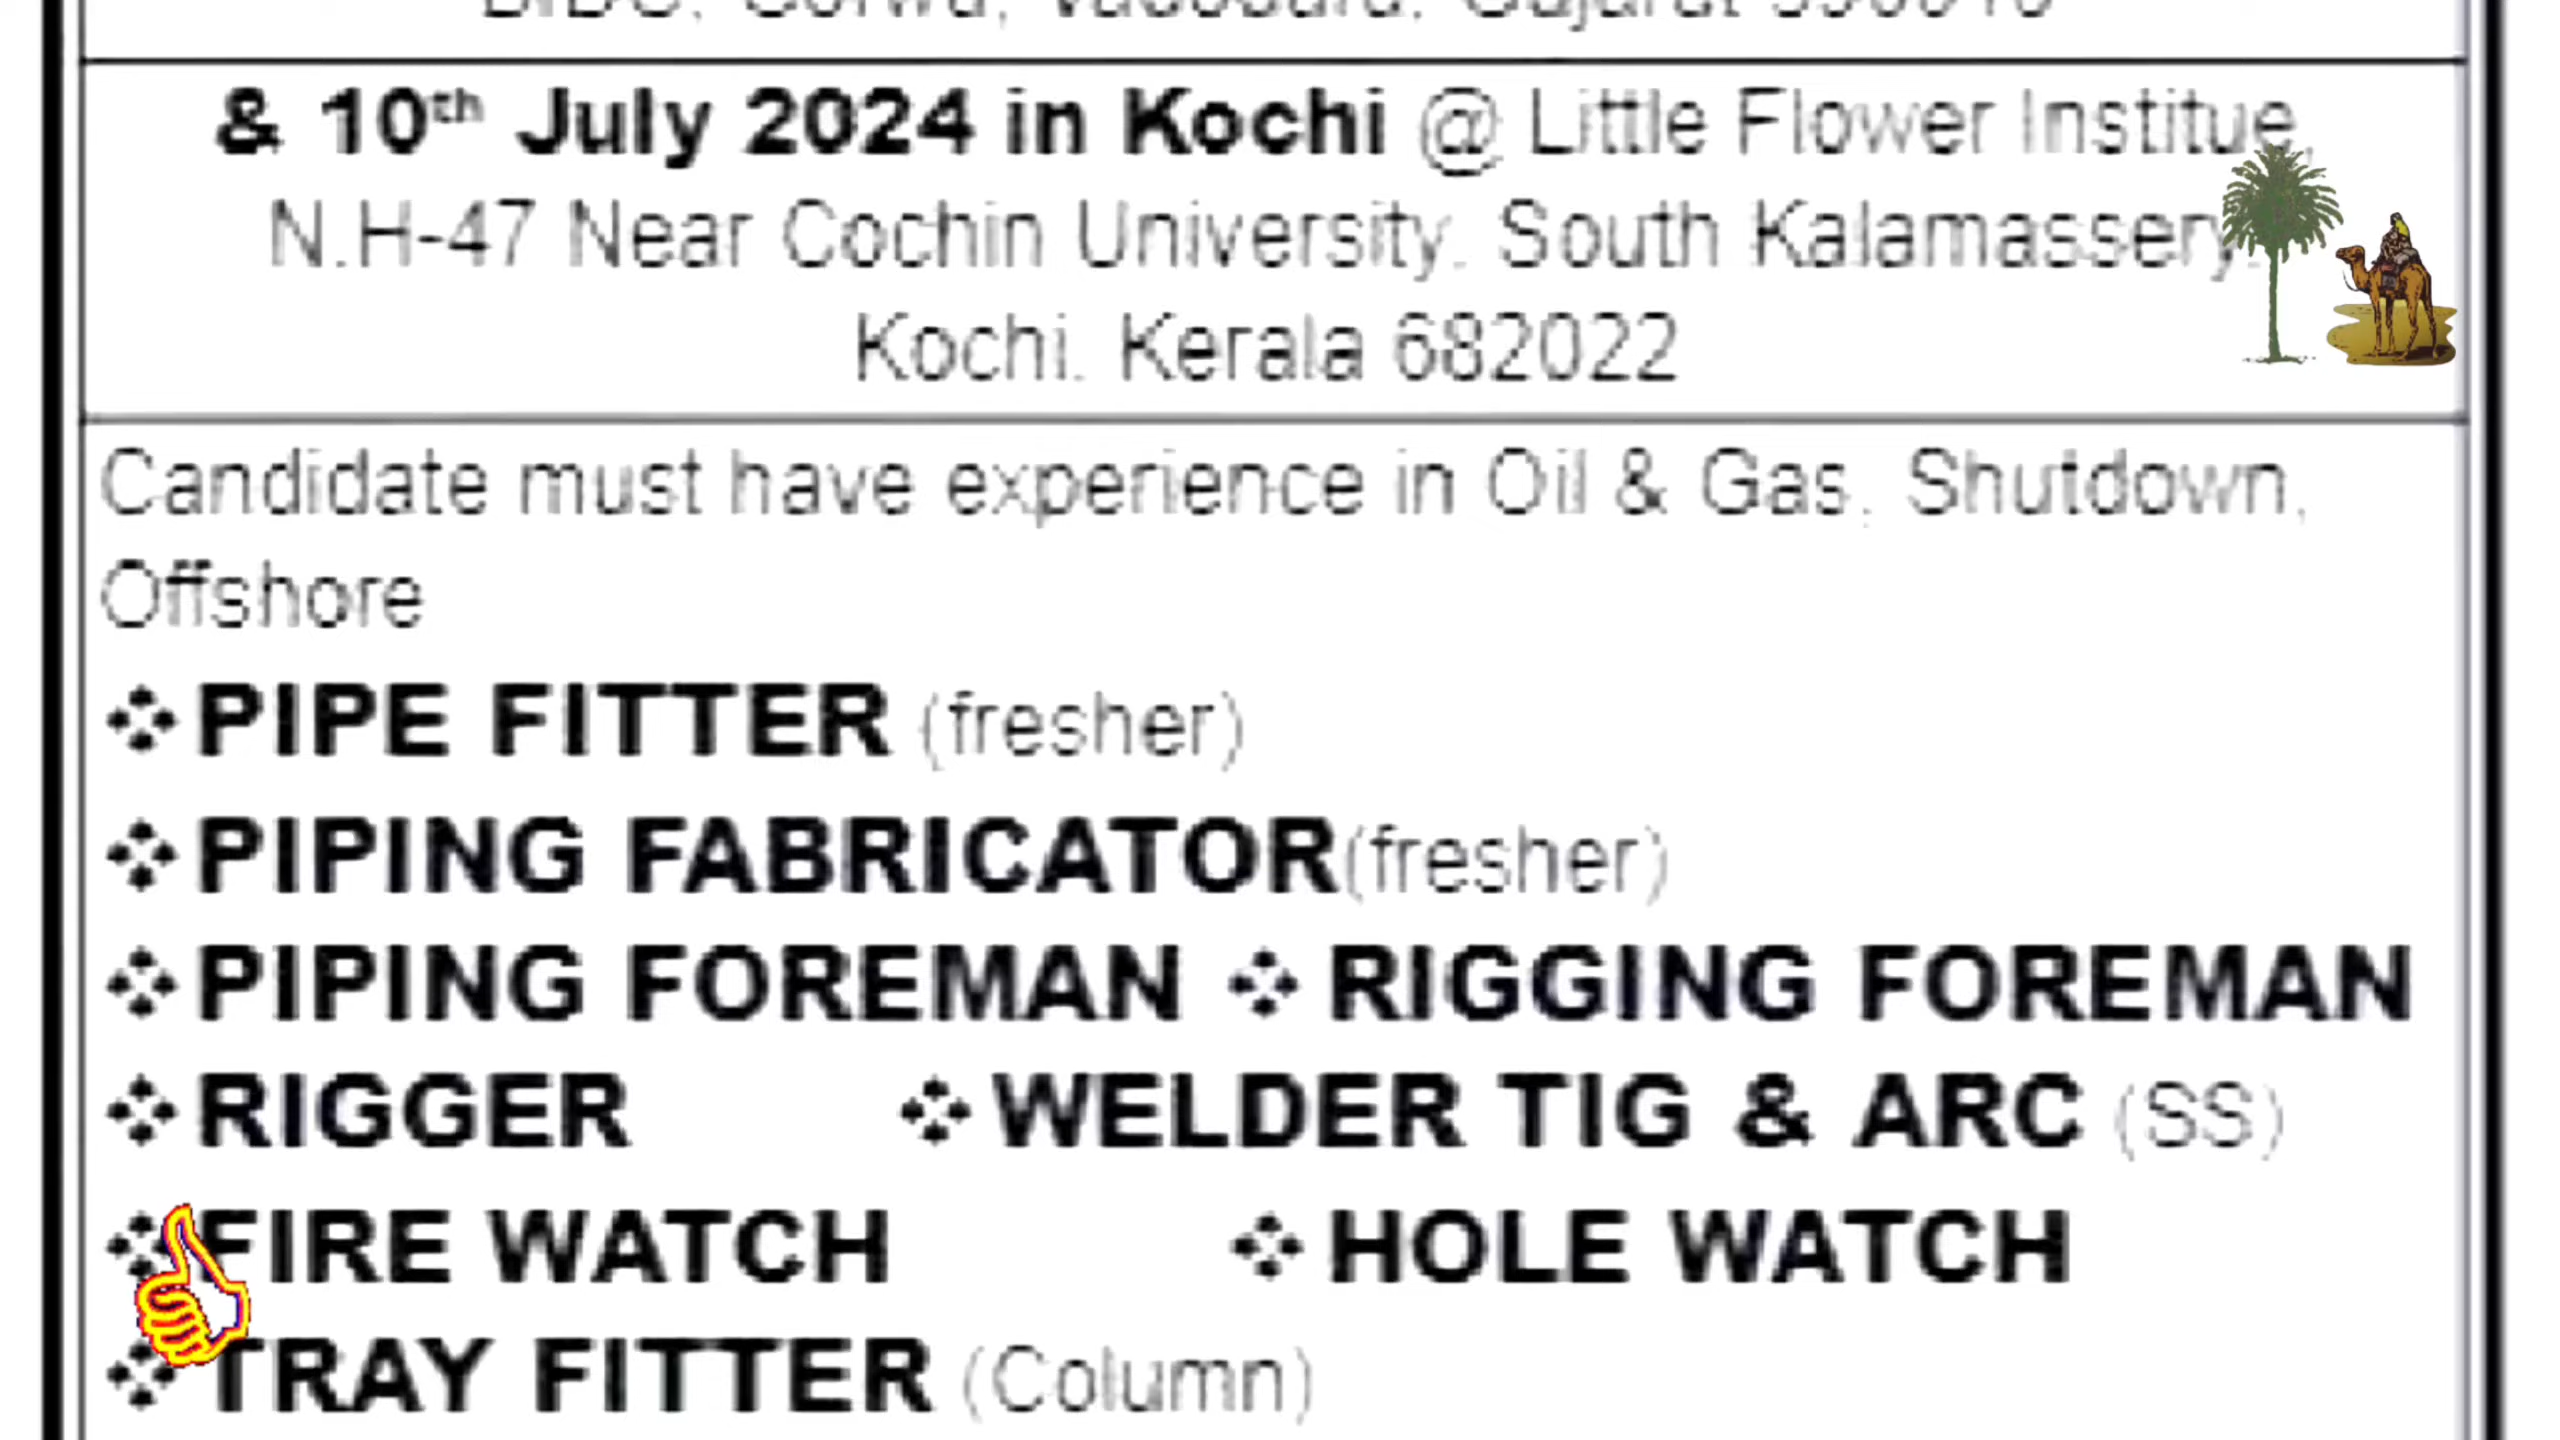 Gujarat
& 10th July 2024 in Kochi @ Little Flower Institue,
N.H-47 Near Cochin University. South Kalamassery.
Kochi. Kerala 682022
Candidate must have experience in Oil & Gas, Shutdown,
Offshore
❖ PIPE FITTER (fresher)
❖ PIPING FABRICATOR(fresher)
❖ PIPING FOREMAN ❖ RIGGING FOREMAN
❖ RIGGER ❖ WELDER TIG & ARC (SS)
❖ FIRE WATCH ❖ HOLE WATCH
❖ TRAY FITTER (Column)